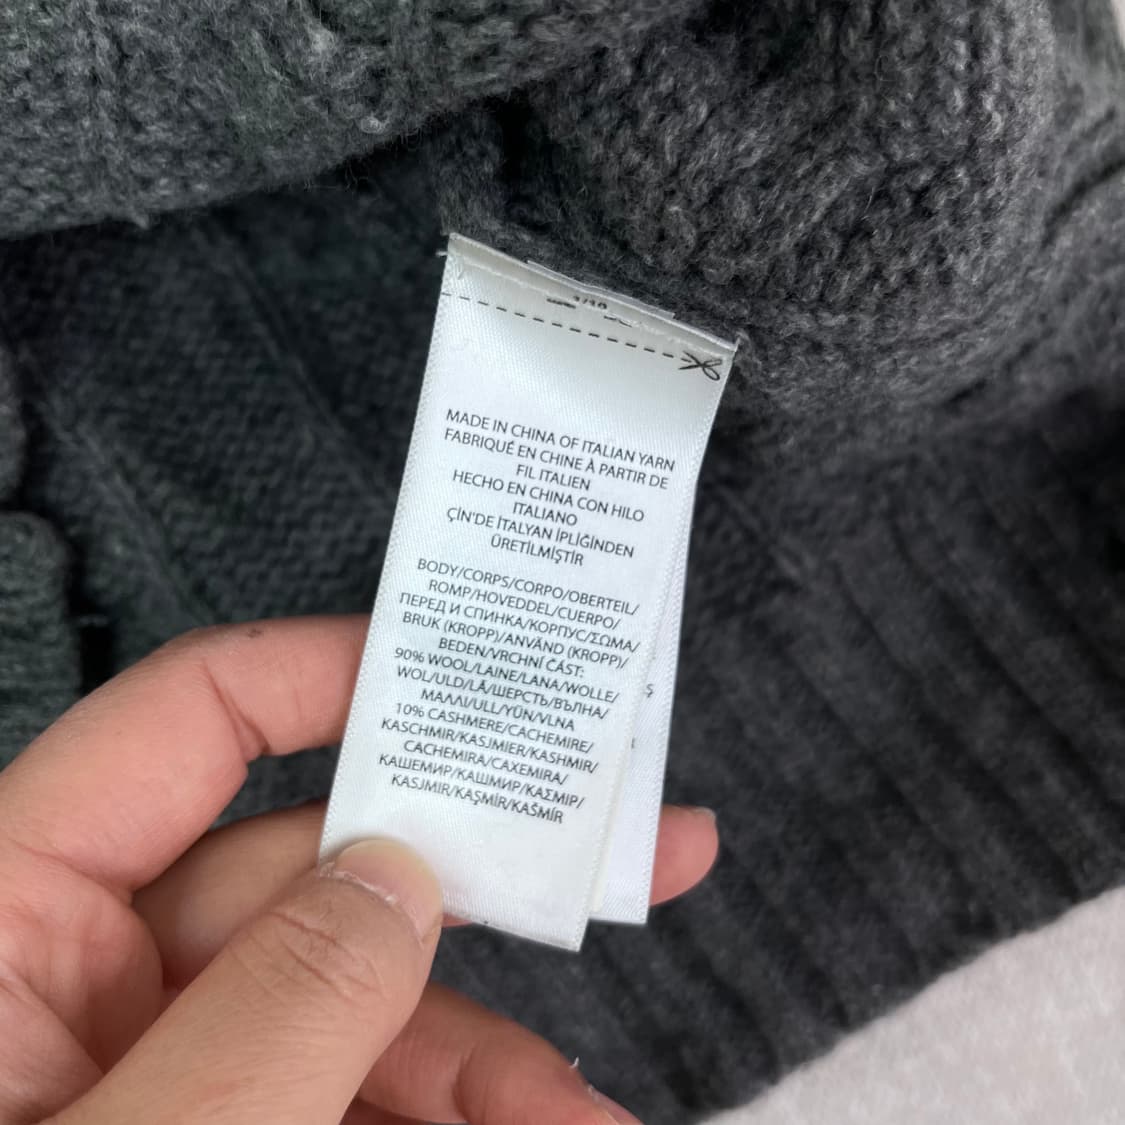 MADE IN CHINA OF ITALIAN YARN
FABRIQUÉ EN CHINE À PARTIR DE
FIL ITALIEN
HECHO EN CHINA CON HILO
ITALIANO
ÇİN'DE İTALYAN İPLİĞİNDEN
ÜRETİLMİŞTİR
BODY/CORPS/CORPO/OBERTEIL/
ROMP/HOVEDDEL/CUERPO/
ПЕРЕД И СПИНКА/КОРПУС/ΣΩΜΑ/
BRUK (KROPP)/ANVÄND (KROPP)/
BEDEN/VRCHNÍ ČÁST:
90% WOOL/LAINE/LANA/WOLLE/
WOL/ULD/LÃ/ШЕРСТЬ/ВЪЛНА/
ΜΑΛΛΙ/ULL/YÜN/VLNA
10% CASHMERE/CACHEMIRE/
KASCHMIR/KASJMIER/KASHMIR/
CACHEMIRA/CAXEMIRA/
КАШЕМИР/КАШМИР/ΚΑΣΜΙΡ/
KASJMIR/KAŞMİR/KAŠMÍR